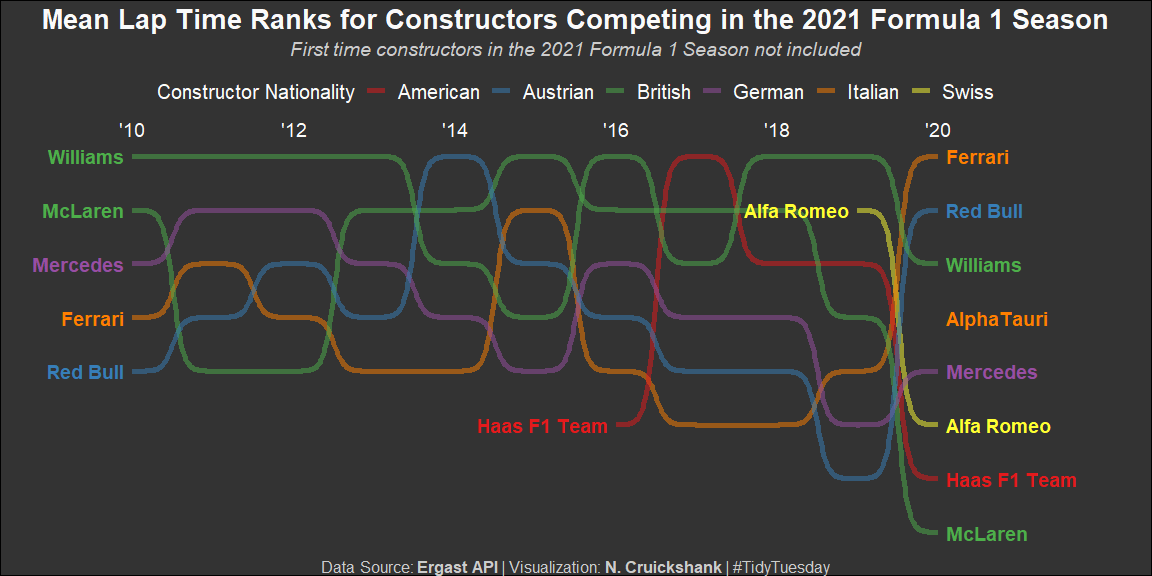 Mean Lap Time Ranks for Constructors Competing in the 2021 Formula 1 Season
First time constructors in the 2021 Formula 1 Season not included
Constructor Nationality American Austrian British German Italian Swiss
'10 '12 '14 '16 '18 '20
Williams Ferrari
McLaren Alfa Romeo Red Bull
Mercedes Williams
Ferrari AlphaTauri
Red Bull Mercedes
Haas F1 Team Alfa Romeo
Haas F1 Team
McLaren
Data Source: Ergast API | Visualization: N. Cruickshank | #TidyTuesday